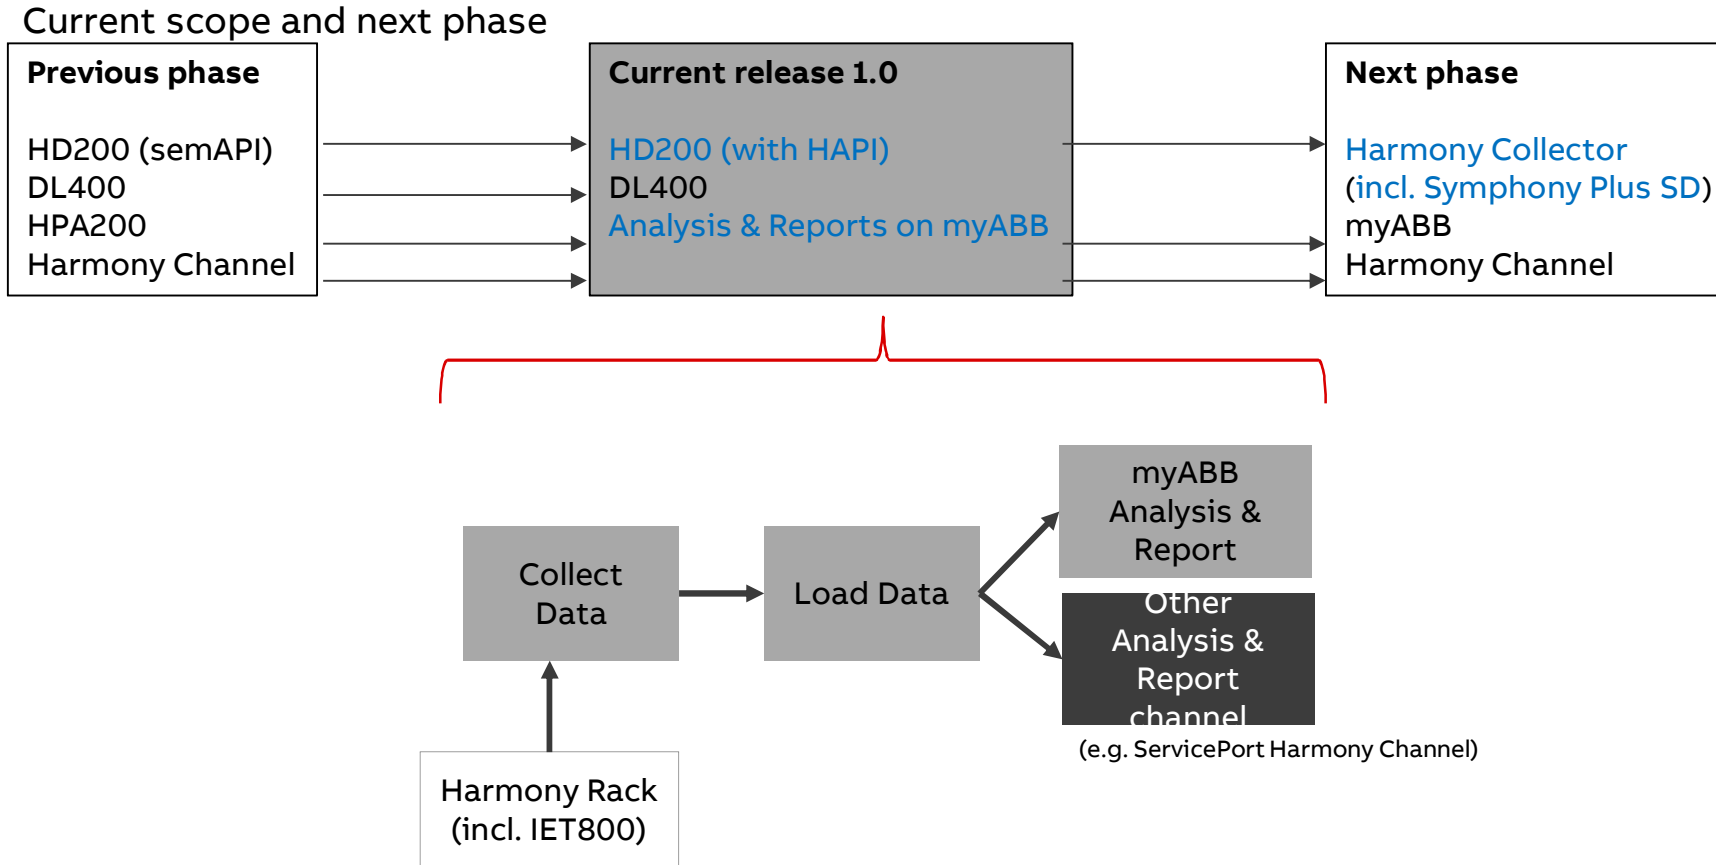 Current scope and next phase
Previous phase
HD200 (semAPI)
DL400
HPA200
Harmony Channel
Current release 1.0
HD200 (with HAPI)
DL400
Analysis & Reports on myABB
Next phase
Harmony Collector
(incl. Symphony Plus SD)
myABB
Harmony Channel
myABB
Analysis &
Report
Collect
Data
Load Data
Other
Analysis &
Report
channel
(e.g. ServicePort Harmony Channel)
Harmony Rack
(incl. IET800)